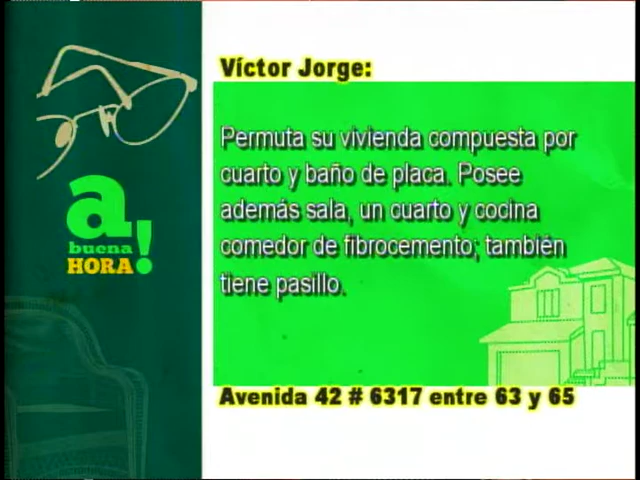 a
buena
HORA!
Víctor Jorge:
Permuta su vivienda compuesta por
cuarto y baño de placa. Posee
además sala, un cuarto y cocina
comedor de fibrocemento; también
tiene pasillo.
Avenida 42 # 6317 entre 63 y 65